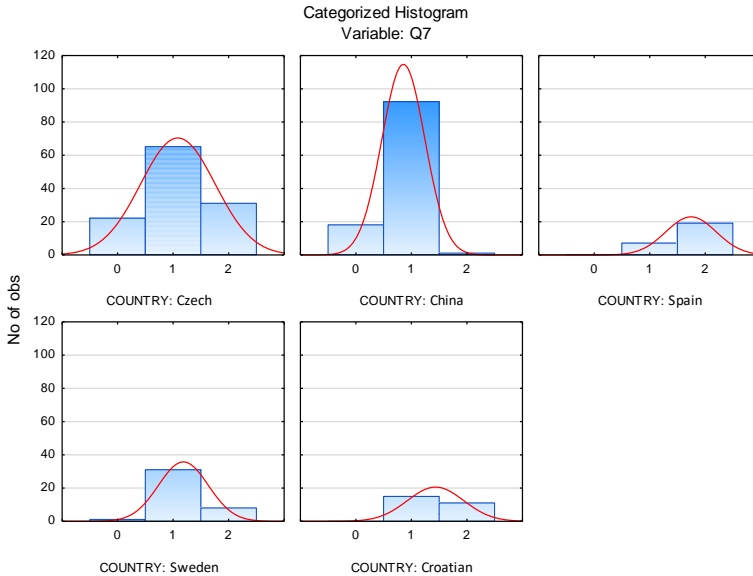 Categorized Histogram
Variable: Q7
No of obs
120
100
80
60
40
20
0
0 1 2
0 1 2
0 1 2
COUNTRY: Czech
COUNTRY: China
COUNTRY: Spain
120
100
80
60
40
20
0
0 1 2
0 1 2
COUNTRY: Sweden
COUNTRY: Croatian